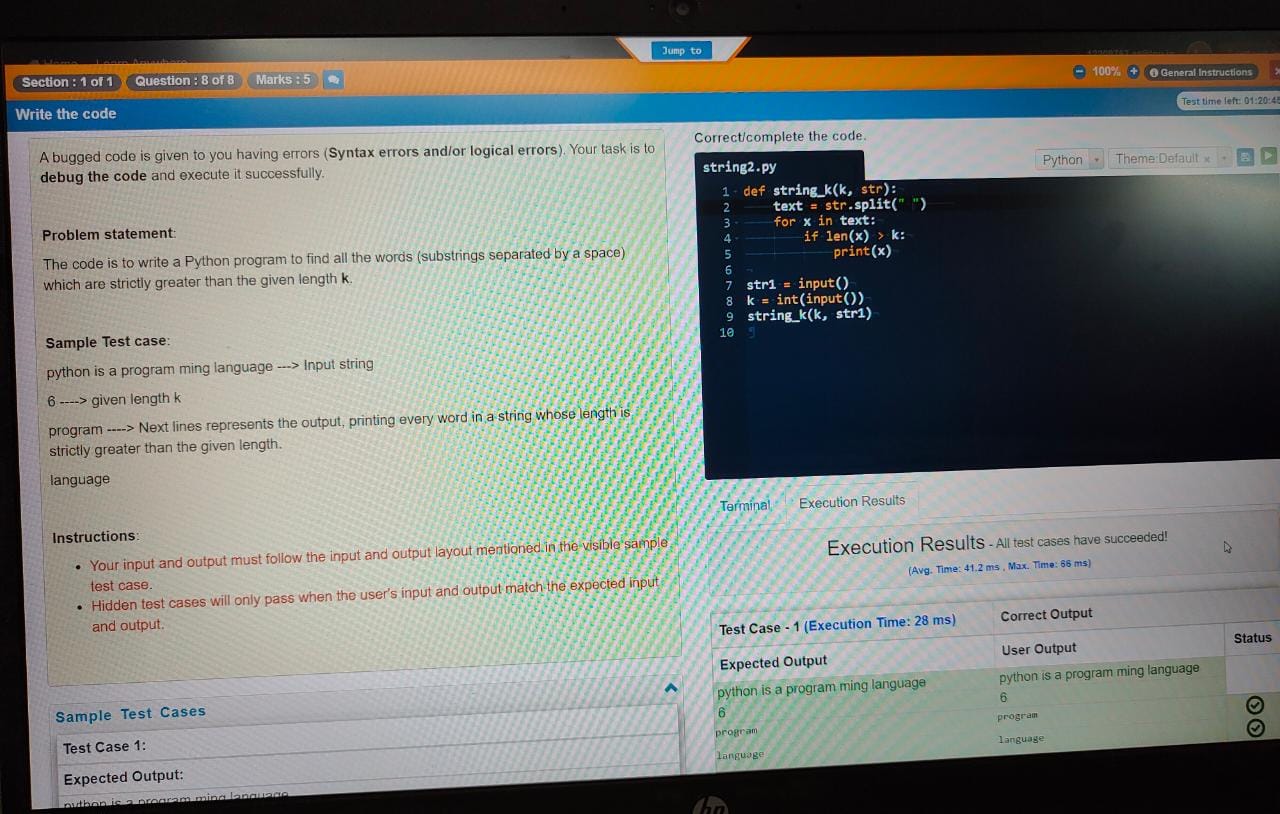 Jump to
Home Learn Anywhere
Section : 1 of 1 Question : 8 of 8 Marks : 5
100% General Instructions
Write the code
Test time left: 01:20:45
A bugged code is given to you having errors (Syntax errors and/or logical errors). Your task is to
debug the code and execute it successfully.
Problem statement:
The code is to write a Python program to find all the words (substrings separated by a space)
which are strictly greater than the given length k.
Sample Test case:
python is a program ming language ---> Input string
6 ----> given length k
program ----> Next lines represents the output, printing every word in a string whose length is
strictly greater than the given length.
language
Instructions:
• Your input and output must follow the input and output layout mentioned in the visible sample
test case.
• Hidden test cases will only pass when the user's input and output match the expected input
and output.
Sample Test Cases
Test Case 1:
Expected Output:
python is a program ming language
Correct/complete the code.
string2.py
Python Theme:Default ×
1 def string_k(k, str):
2 text = str.split(" ")
3 for x in text:
4 if len(x) > k:
5 print(x)
6
7 str1 = input()
8 k = int(input())
9 string_k(k, str1)
10
Terminal Execution Results
Execution Results - All test cases have succeeded!
(Avg. Time: 41.2 ms , Max. Time: 66 ms)
Test Case - 1 (Execution Time: 28 ms) Correct Output
Expected Output User Output Status
python is a program ming language python is a program ming language
6 6
program program
language language
hp